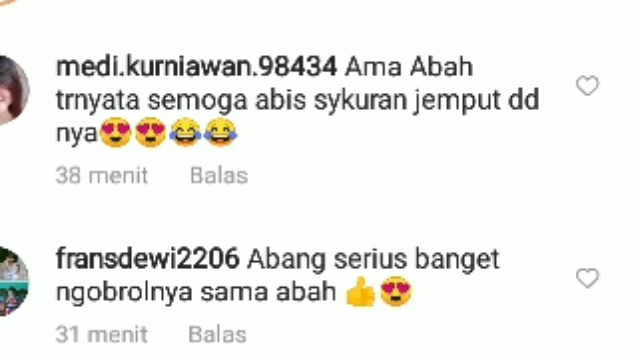 medi.kurniawan.98434 Ama Abah
trnyata semoga abis sykuran jemput dd
nya😍😍😂😂
38 menit Balas
fransdewi2206 Abang serius banget
ngobrolnya sama abah 👍😍
31 menit Balas